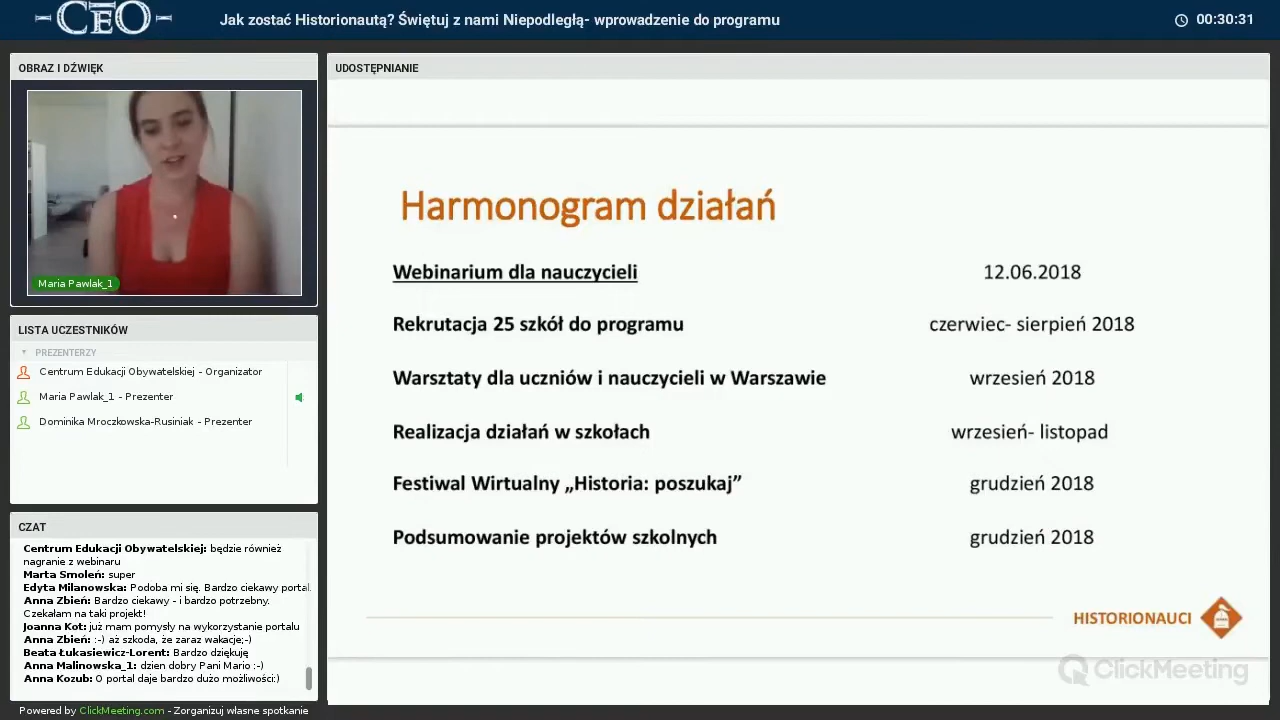 CEO
Jak zostać Historionautą? Świętuj z nami Niepodległą- wprowadzenie do programu
00:30:31
OBRAZ I DŹWIĘK
Maria Pawlak_1
LISTA UCZESTNIKÓW
PREZENTERZY
Centrum Edukacji Obywatelskiej - Organizator
Maria Pawlak_1 - Prezenter
Dominika Mroczkowska-Rusiniak - Prezenter
CZAT
Centrum Edukacji Obywatelskiej: będzie również
nagranie z webinaru
Marta Smoleń: super
Edyta Milanowska: Podoba mi się. Bardzo ciekawy portal.
Anna Zbień: Bardzo ciekawy - i bardzo potrzebny.
Czekałam na taki projekt!
Joanna Kot: już mam pomysły na wykorzystanie portalu
Anna Zbień: :-) aż szkoda, że zaraz wakacje;-)
Beata Łukasiewicz-Lorent: Bardzo dziękuję
Anna Malinowska_1: dzien dobry Pani Mario :-)
Anna Kozub: O portal daje bardzo dużo możliwości:)
Powered by ClickMeeting.com - Zorganizuj własne spotkanie
UDOSTĘPNIANIE
Harmonogram działań
Webinarium dla nauczycieli 12.06.2018
Rekrutacja 25 szkół do programu czerwiec- sierpień 2018
Warsztaty dla uczniów i nauczycieli w Warszawie wrzesień 2018
Realizacja działań w szkołach wrzesień- listopad
Festiwal Wirtualny „Historia: poszukaj” grudzień 2018
Podsumowanie projektów szkolnych grudzień 2018
HISTORIONAUCI
ClickMeeting